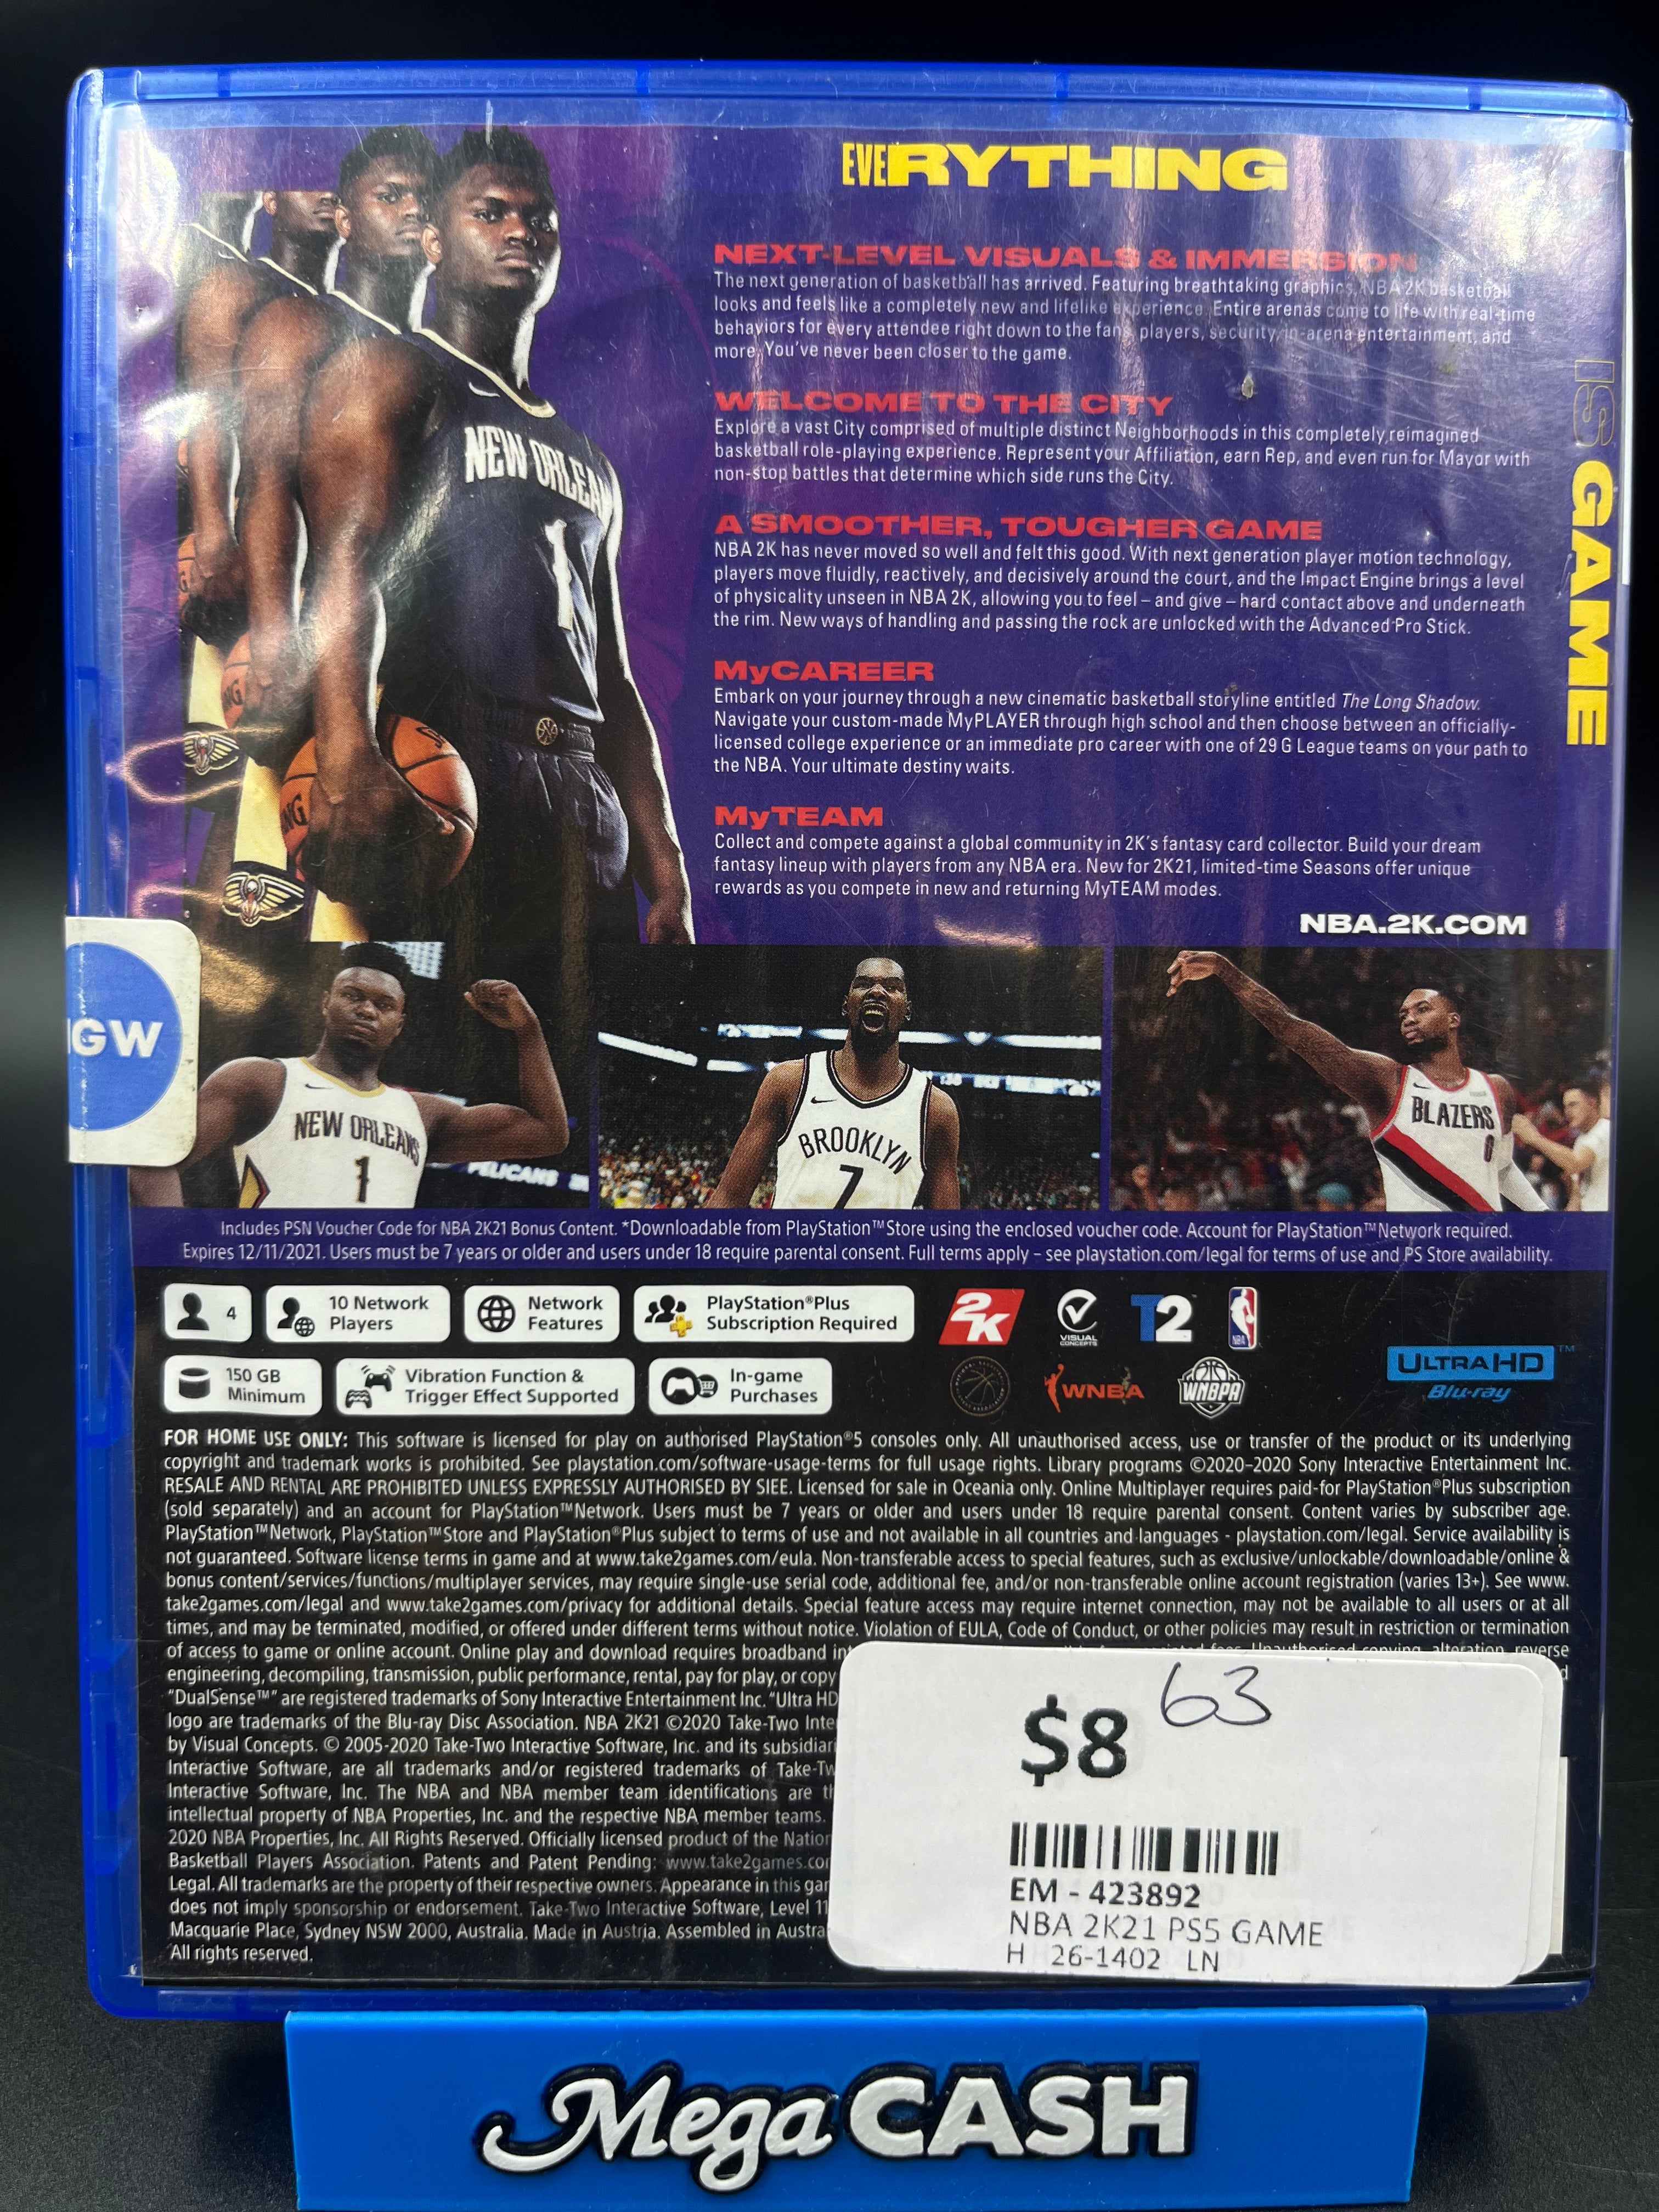 EVERYTHING
IS GAME
NEXT-LEVEL VISUALS & IMMERSION
The next generation of basketball has arrived. Featuring breathtaking graphics, NBA 2K basketball
looks and feels like a completely new and lifelike experience. Entire arenas come to life with real-time
behaviors for every attendee right down to the fans, players, security, in-arena entertainment, and
more. You've never been closer to the game.
WELCOME TO THE CITY
Explore a vast City comprised of multiple distinct Neighborhoods in this completely reimagined
basketball role-playing experience. Represent your Affiliation, earn Rep, and even run for Mayor with
non-stop battles that determine which side runs the City.
A SMOOTHER, TOUGHER GAME
NBA 2K has never moved so well and felt this good. With next generation player motion technology,
players move fluidly, reactively, and decisively around the court, and the Impact Engine brings a level
of physicality unseen in NBA 2K, allowing you to feel – and give – hard contact above and underneath
the rim. New ways of handling and passing the rock are unlocked with the Advanced Pro Stick.
MyCAREER
Embark on your journey through a new cinematic basketball storyline entitled The Long Shadow.
Navigate your custom-made MyPLAYER through high school and then choose between an officially-
licensed college experience or an immediate pro career with one of 29 G League teams on your path to
the NBA. Your ultimate destiny waits.
MyTEAM
Collect and compete against a global community in 2K's fantasy card collector. Build your dream
fantasy lineup with players from any NBA era. New for 2K21, limited-time Seasons offer unique
rewards as you compete in new and returning MyTEAM modes.
NBA.2K.COM
NEW ORLEAN
1
NG
GW
NEW ORLEANS
1
PELICANS
BROOKLYN
7
BLAZERS
0
Includes PSN Voucher Code for NBA 2K21 Bonus Content. *Downloadable from PlayStation™Store using the enclosed voucher code. Account for PlayStation™Network required.
Expires 12/11/2021. Users must be 7 years or older and users under 18 require parental consent. Full terms apply – see playstation.com/legal for terms of use and PS Store availability.
4
10 Network
Players
Network
Features
PlayStation®Plus
Subscription Required
2K
VISUAL
CONCEPTS
T2
NBA
150 GB
Minimum
Vibration Function &
Trigger Effect Supported
In-game
Purchases
WNBA
WNBPA
ULTRA HD™
Blu-ray
FOR HOME USE ONLY: This software is licensed for play on authorised PlayStation®5 consoles only. All unauthorised access, use or transfer of the product or its underlying
copyright and trademark works is prohibited. See playstation.com/software-usage-terms for full usage rights. Library programs ©2020–2020 Sony Interactive Entertainment Inc.
RESALE AND RENTAL ARE PROHIBITED UNLESS EXPRESSLY AUTHORISED BY SIEE. Licensed for sale in Oceania only. Online Multiplayer requires paid-for PlayStation®Plus subscription
(sold separately) and an account for PlayStation™Network. Users must be 7 years or older and users under 18 require parental consent. Content varies by subscriber age.
PlayStation™Network, PlayStation™Store and PlayStation®Plus subject to terms of use and not available in all countries and languages - playstation.com/legal. Service availability is
not guaranteed. Software license terms in game and at www.take2games.com/eula. Non-transferable access to special features, such as exclusive/unlockable/downloadable/online &
bonus content/services/functions/multiplayer services, may require single-use serial code, additional fee, and/or non-transferable online account registration (varies 13+). See www.
take2games.com/legal and www.take2games.com/privacy for additional details. Special feature access may require internet connection, may not be available to all users or at all
times, and may be terminated, modified, or offered under different terms without notice. Violation of EULA, Code of Conduct, or other policies may result in restriction or termination
of access to game or online account. Online play and download requires broadband in Unauthorised copying, alteration, reverse
engineering, decompiling, transmission, public performance, rental, pay for play, or copy
"DualSense™" are registered trademarks of Sony Interactive Entertainment Inc. "Ultra HD
logo are trademarks of the Blu-ray Disc Association. NBA 2K21 ©2020 Take-Two Inte
by Visual Concepts. © 2005-2020 Take-Two Interactive Software, Inc. and its subsidiar
Interactive Software, are all trademarks and/or registered trademarks of Take-Tw
Interactive Software, Inc. The NBA and NBA member team identifications are th
intellectual property of NBA Properties, Inc. and the respective NBA member teams.
2020 NBA Properties, Inc. All Rights Reserved. Officially licensed product of the Nation
Basketball Players Association. Patents and Patent Pending: www.take2games.com
Legal. All trademarks are the property of their respective owners. Appearance in this gam
does not imply sponsorship or endorsement. Take-Two Interactive Software, Level 11
Macquarie Place, Sydney NSW 2000, Australia. Made in Austria. Assembled in Austra
All rights reserved.
$8 63
EM - 423892
NBA 2K21 PS5 GAME
H 26-1402 LN
MegaCASH